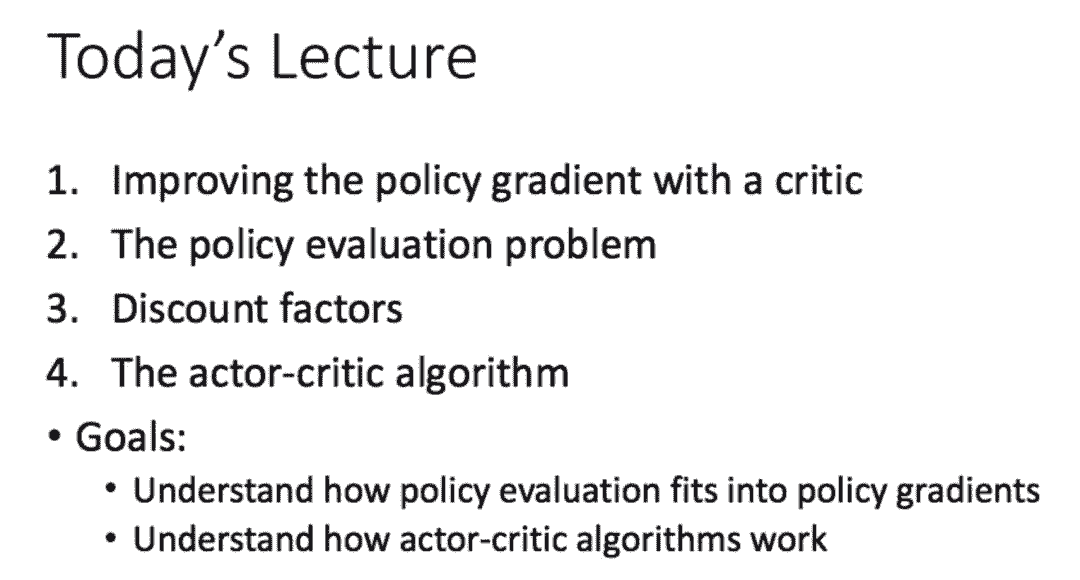 Today’s Lecture
1. Improving the policy gradient with a critic
2. The policy evaluation problem
3. Discount factors
4. The actor-critic algorithm
• Goals:
• Understand how policy evaluation fits into policy gradients
• Understand how actor-critic algorithms work